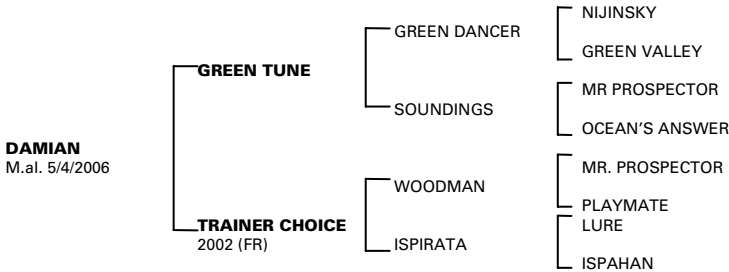 NIJINSKY
GREEN DANCER
GREEN VALLEY
GREEN TUNE
MR PROSPECTOR
SOUNDINGS
OCEAN'S ANSWER
DAMIAN
M.al. 5/4/2006
MR. PROSPECTOR
WOODMAN
PLAYMATE
TRAINER CHOICE
2002 (FR)
LURE
ISPIRATA
ISPAHAN